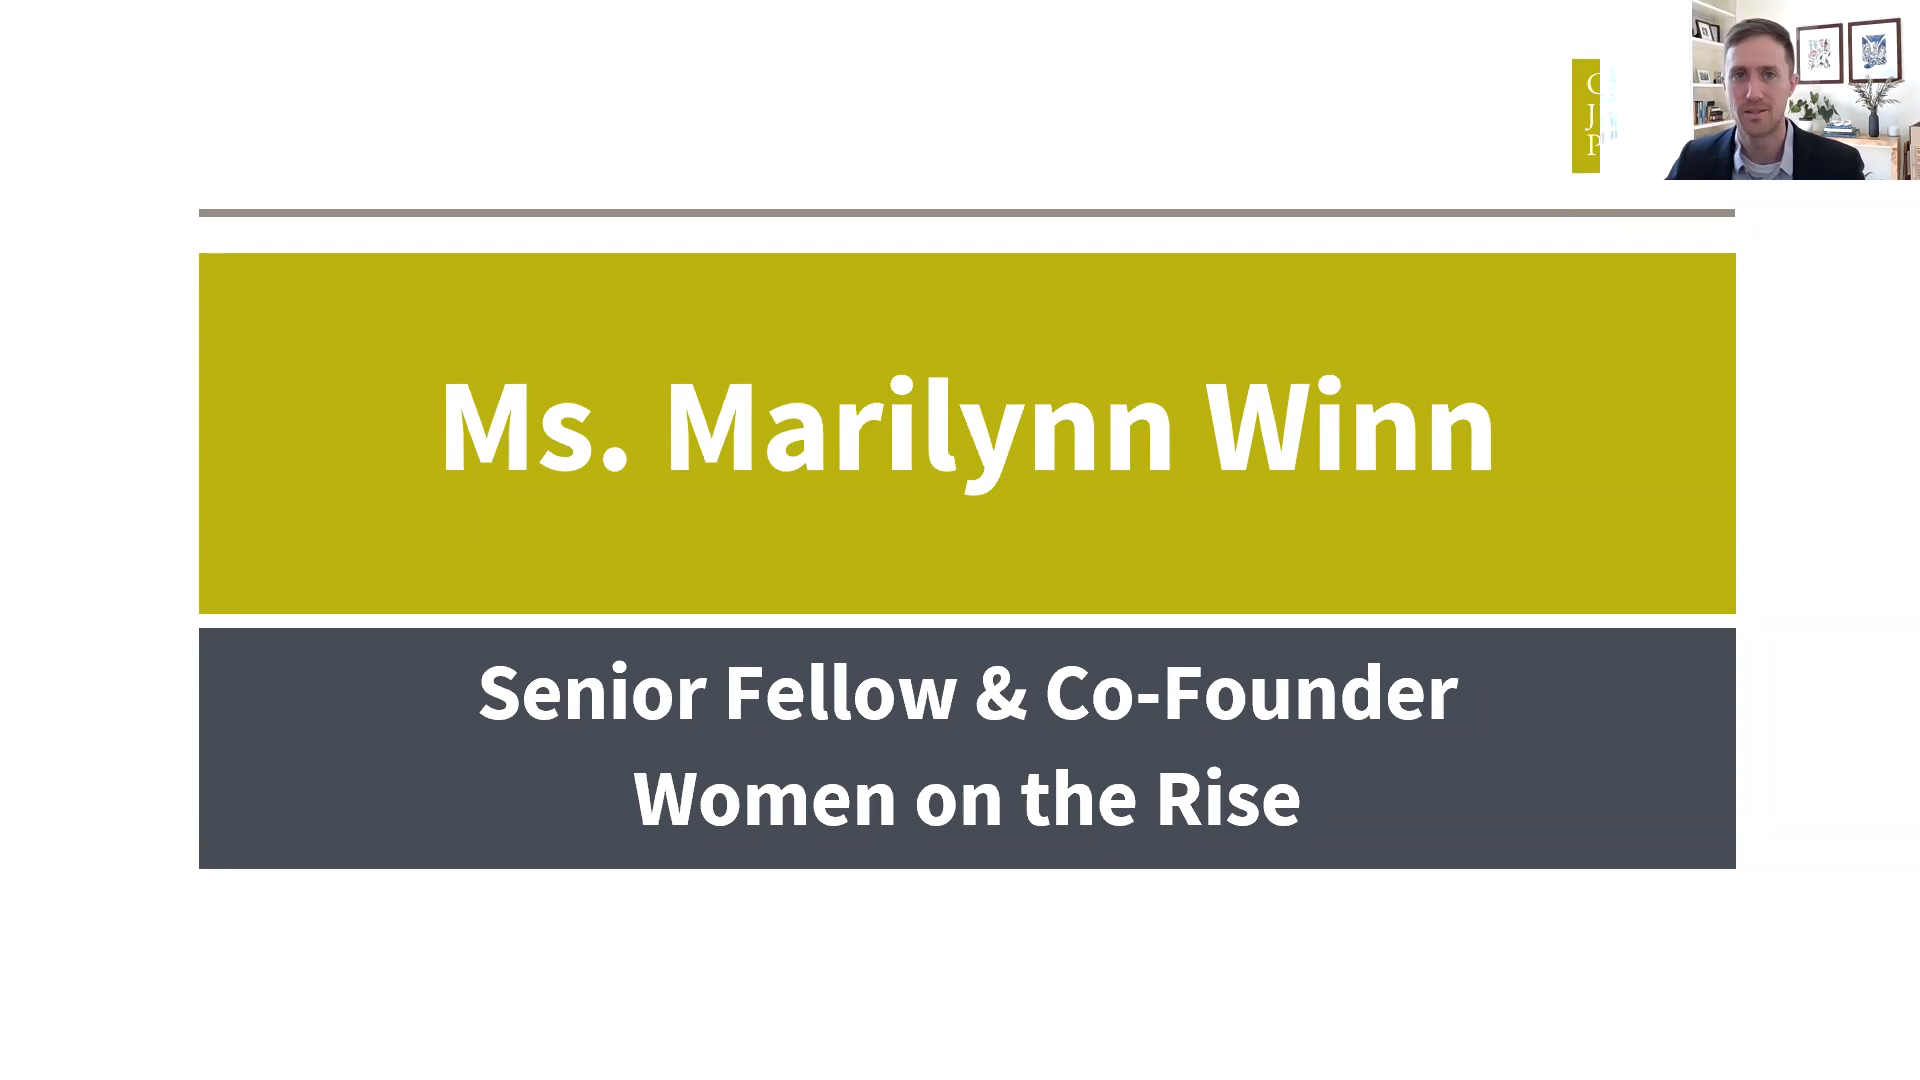 C
J
P
Ms. Marilynn Winn
Senior Fellow & Co-Founder
Women on the Rise